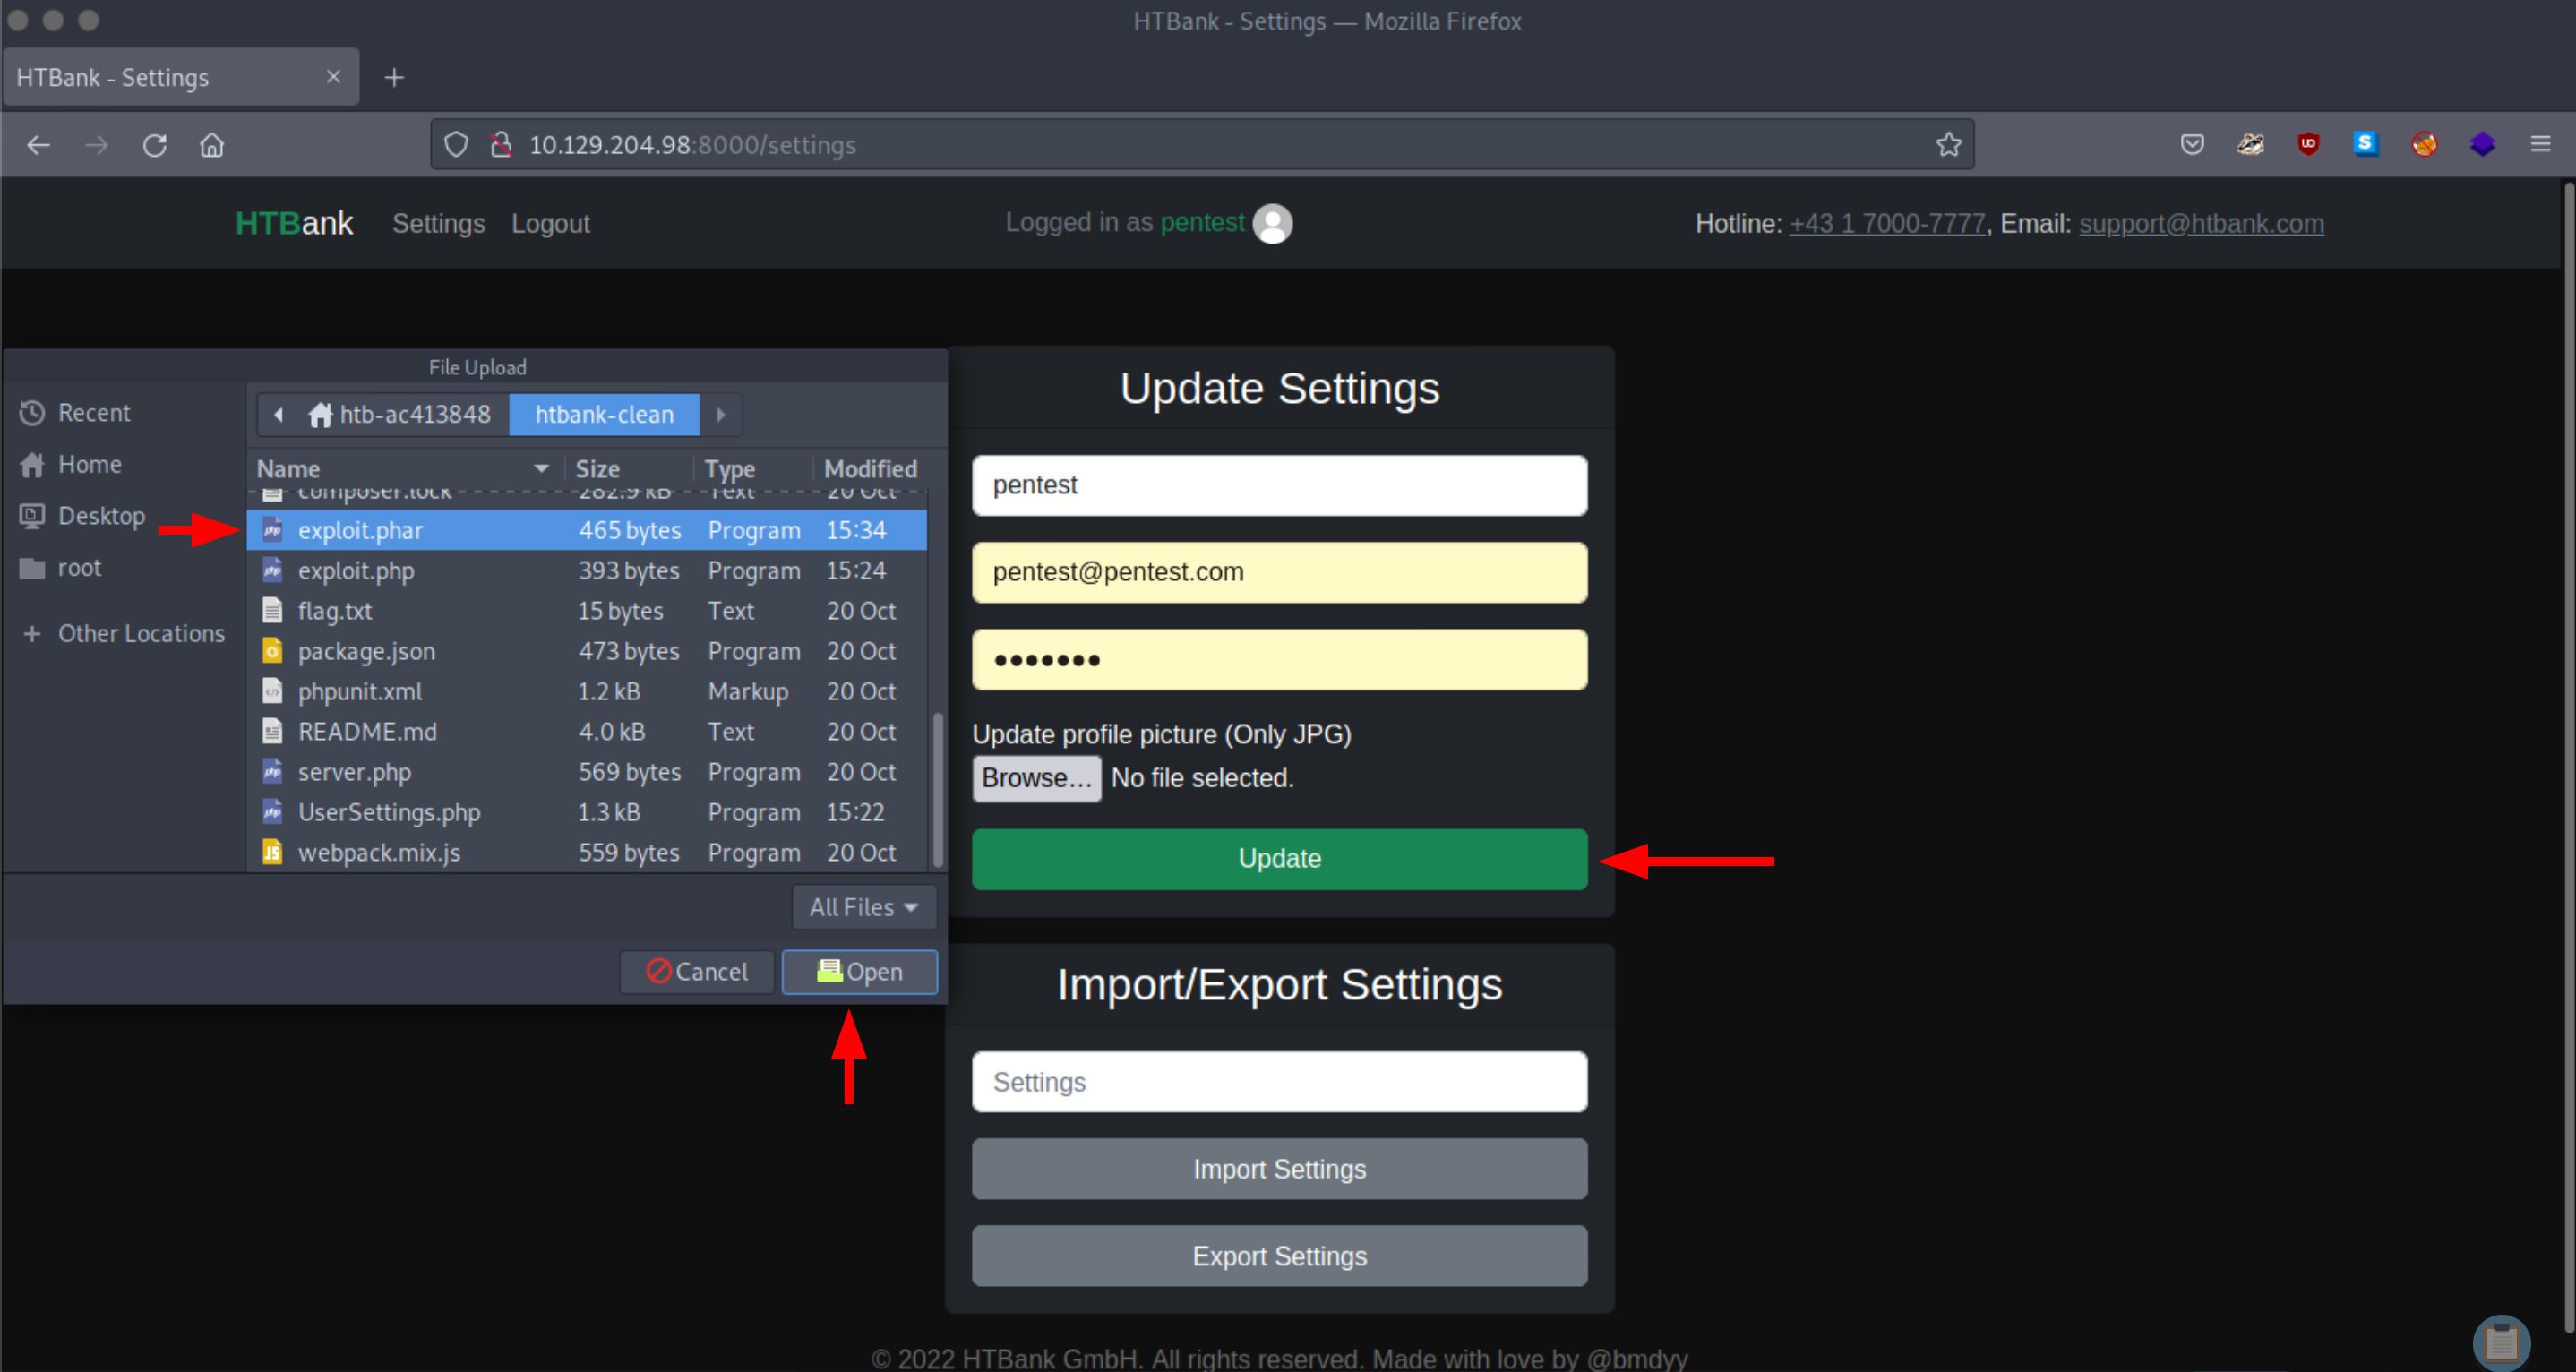 HTBank - Settings — Mozilla Firefox
HTBank - Settings
10.129.204.98:8000/settings
HTBank Settings Logout Logged in as pentest Hotline: +43 1 7000-7777, Email: support@htbank.com
File Upload
Recent
Home
Desktop
root
Other Locations
htb-ac413848 htbank-clean
Name Size Type Modified
composer.lock 282.9 kB Text 20 Oct
exploit.phar 465 bytes Program 15:34
exploit.php 393 bytes Program 15:24
flag.txt 15 bytes Text 20 Oct
package.json 473 bytes Program 20 Oct
phpunit.xml 1.2 kB Markup 20 Oct
README.md 4.0 kB Text 20 Oct
server.php 569 bytes Program 20 Oct
UserSettings.php 1.3 kB Program 15:22
webpack.mix.js 559 bytes Program 20 Oct
All Files
Cancel Open
Update Settings
pentest
pentest@pentest.com
•••••••
Update profile picture (Only JPG)
Browse... No file selected.
Update
Import/Export Settings
Settings
Import Settings
Export Settings
© 2022 HTBank GmbH. All rights reserved. Made with love by @bmdyy